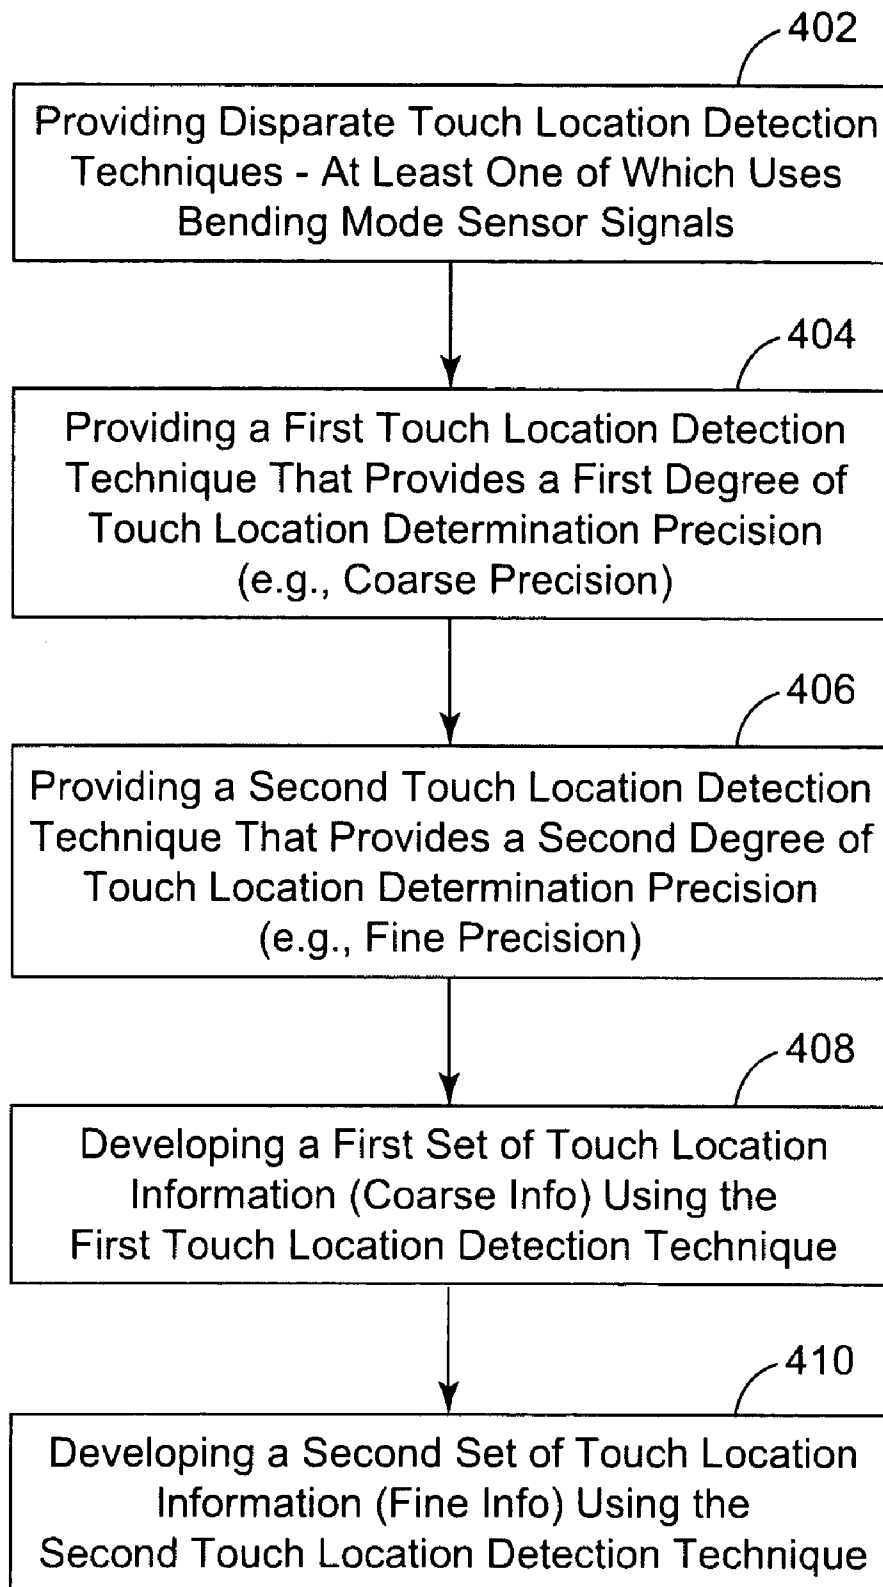 402
Providing Disparate Touch Location Detection
Techniques - At Least One of Which Uses
Bending Mode Sensor Signals
404
Providing a First Touch Location Detection
Technique That Provides a First Degree of
Touch Location Determination Precision
(e.g., Coarse Precision)
406
Providing a Second Touch Location Detection
Technique That Provides a Second Degree of
Touch Location Determination Precision
(e.g., Fine Precision)
408
Developing a First Set of Touch Location
Information (Coarse Info) Using the
First Touch Location Detection Technique
410
Developing a Second Set of Touch Location
Information (Fine Info) Using the
Second Touch Location Detection Technique